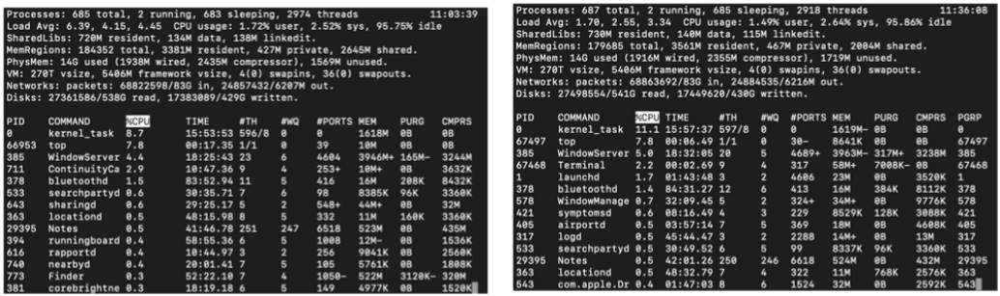 Processes: 685 total, 2 running, 683 sleeping, 2974 threads 11:03:39
Load Avg: 6.39, 4.15, 4.45 CPU usage: 1.72% user, 2.52% sys, 95.75% idle
SharedLibs: 720M resident, 134M data, 138M linkedit.
MemRegions: 184352 total, 3381M resident, 427M private, 2645M shared.
PhysMem: 14G used (1938M wired, 2435M compressor), 1569M unused.
VM: 270T vsize, 5406M framework vsize, 4(0) swapins, 36(0) swapouts.
Networks: packets: 68822598/83G in, 24857432/6207M out.
Disks: 27361586/538G read, 17383089/429G written.
PID COMMAND %CPU TIME #TH #WQ #PORTS MEM PURG CMPRS
0 kernel_task 8.7 15:53:53 596/8 0 0 1618M 0B 0B
66953 top 7.8 00:17.35 1/1 0 39 10M 0B 0B
385 WindowServer 4.4 18:25:43 23 6 4604 3946M+ 165M- 3244M
711 ContinuityCa 2.9 10:47.36 9 4 253+ 10M+ 0B 3632K
378 bluetoothd 1.5 83:52.94 11 5 416 16M 208K 8432K
533 searchpartyd 0.6 30:35.71 7 6 98 8385K 96K 3360K
643 sharingd 0.6 29:25.17 5 2 548+ 44M+ 0B 32M
363 locationd 0.6 48:15.98 8 5 332 11M 160K 3360K
29395 Notes 0.5 41:46.78 251 247 6518 523M 0B 435M
394 runningboard 0.4 58:55.36 6 5 1008 12M- 0B 1536K
616 rapportd 0.4 10:44.97 3 2 256 9041K 0B 2560K
740 nearbyd 0.4 20:01.41 7 5 105 5761K 0B 1808K
773 Finder 0.3 52:22.10 7 4 1060- 522M 3120K- 320M
381 corebrightne 0.3 18:19.18 6 5 149 4977K 0B 1520K
Processes: 687 total, 2 running, 685 sleeping, 2918 threads 11:36:08
Load Avg: 1.70, 2.55, 3.34 CPU usage: 1.49% user, 2.64% sys, 95.86% idle
SharedLibs: 730M resident, 140M data, 115M linkedit.
MemRegions: 179685 total, 3561M resident, 467M private, 2004M shared.
PhysMem: 14G used (1916M wired, 2355M compressor), 1719M unused.
VM: 270T vsize, 5406M framework vsize, 4(0) swapins, 36(0) swapouts.
Networks: packets: 68863692/83G in, 24884535/6216M out.
Disks: 27498554/541G read, 17449620/430G written.
PID COMMAND %CPU TIME #TH #WQ #PORTS MEM PURG CMPRS PGRP
0 kernel_task 11.1 15:57:37 597/8 0 0 1619M- 0B 0B 0
67497 top 7.8 00:06.49 1/1 0 30- 8641K 0B 0B 67497
385 WindowServer 5.0 18:32:05 20 5 4689+ 3963M- 317M+ 3238M 385
67468 Terminal 2.2 00:02.69 9 4 317 58M+ 7008K- 0B 67468
1 launchd 1.7 01:43:48 3 2 4606 23M 0B 3520K 1
378 bluetoothd 1.4 84:31.27 12 6 413 16M 384K 8112K 378
578 WindowManage 0.7 32:09.45 5 2 324+ 34M+ 0B 9776K 578
421 symptomsd 0.6 08:16.49 4 3 229 8529K 128K 3088K 421
405 airportd 0.5 03:57:14 7 5 369 18M 0B 4608K 405
317 logd 0.5 45:44.47 3 2 2288 14M+ 0B 13M 317
533 searchpartyd 0.5 30:49.52 6 5 99 8337K 96K 3360K 533
29395 Notes 0.5 42:01.26 250 246 6618 524M 0B 432M 29395
363 locationd 0.5 48:32.79 7 4 322 11M 768K 2576K 363
543 com.apple.Dr 0.4 01:47:03 8 6 1524 32M 0B 2592K 543